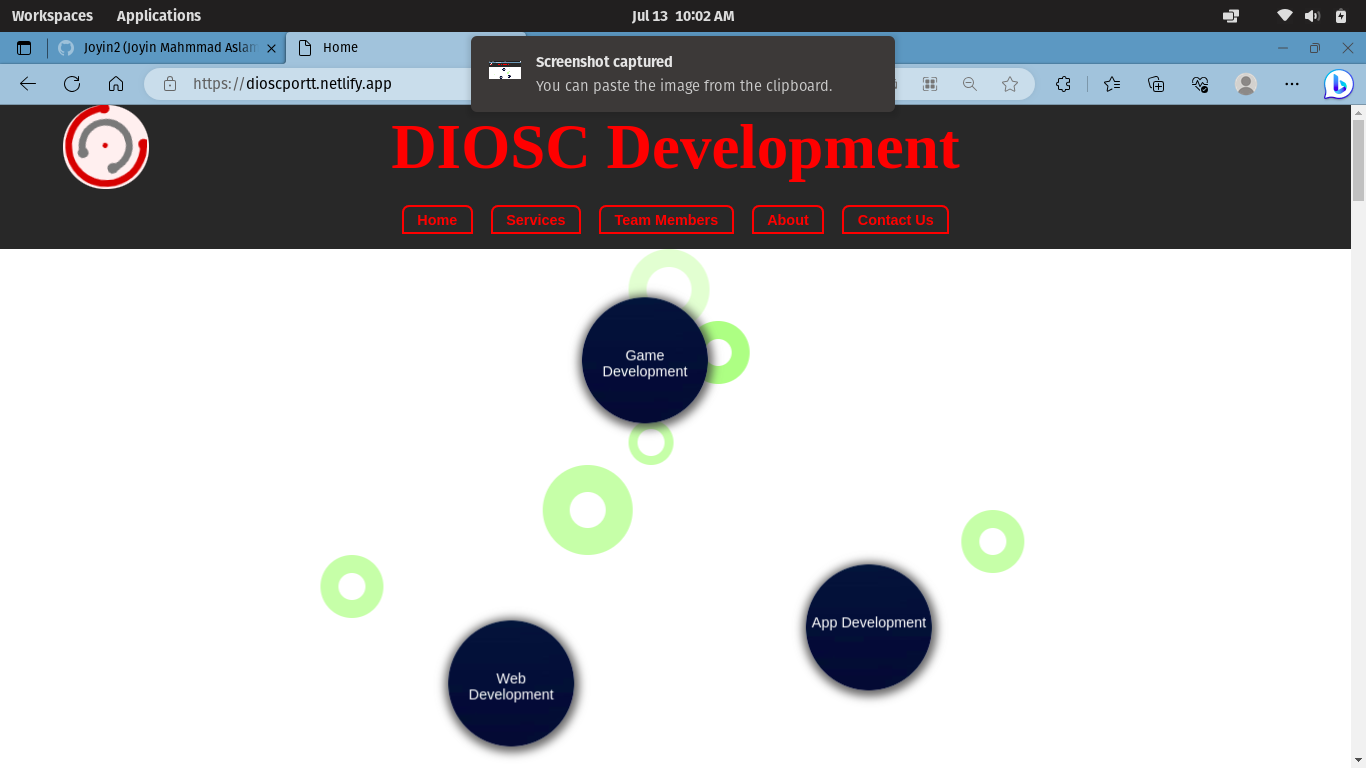 Workspaces Applications Jul 13 10:02 AM
Joyin2 (Joyin Mahmmad Aslam Home
Screenshot captured
You can paste the image from the clipboard.
https://dioscportt.netlify.app
DIOSC Development
Home Services Team Members About Contact Us
Game
Development
App Development
Web
Development